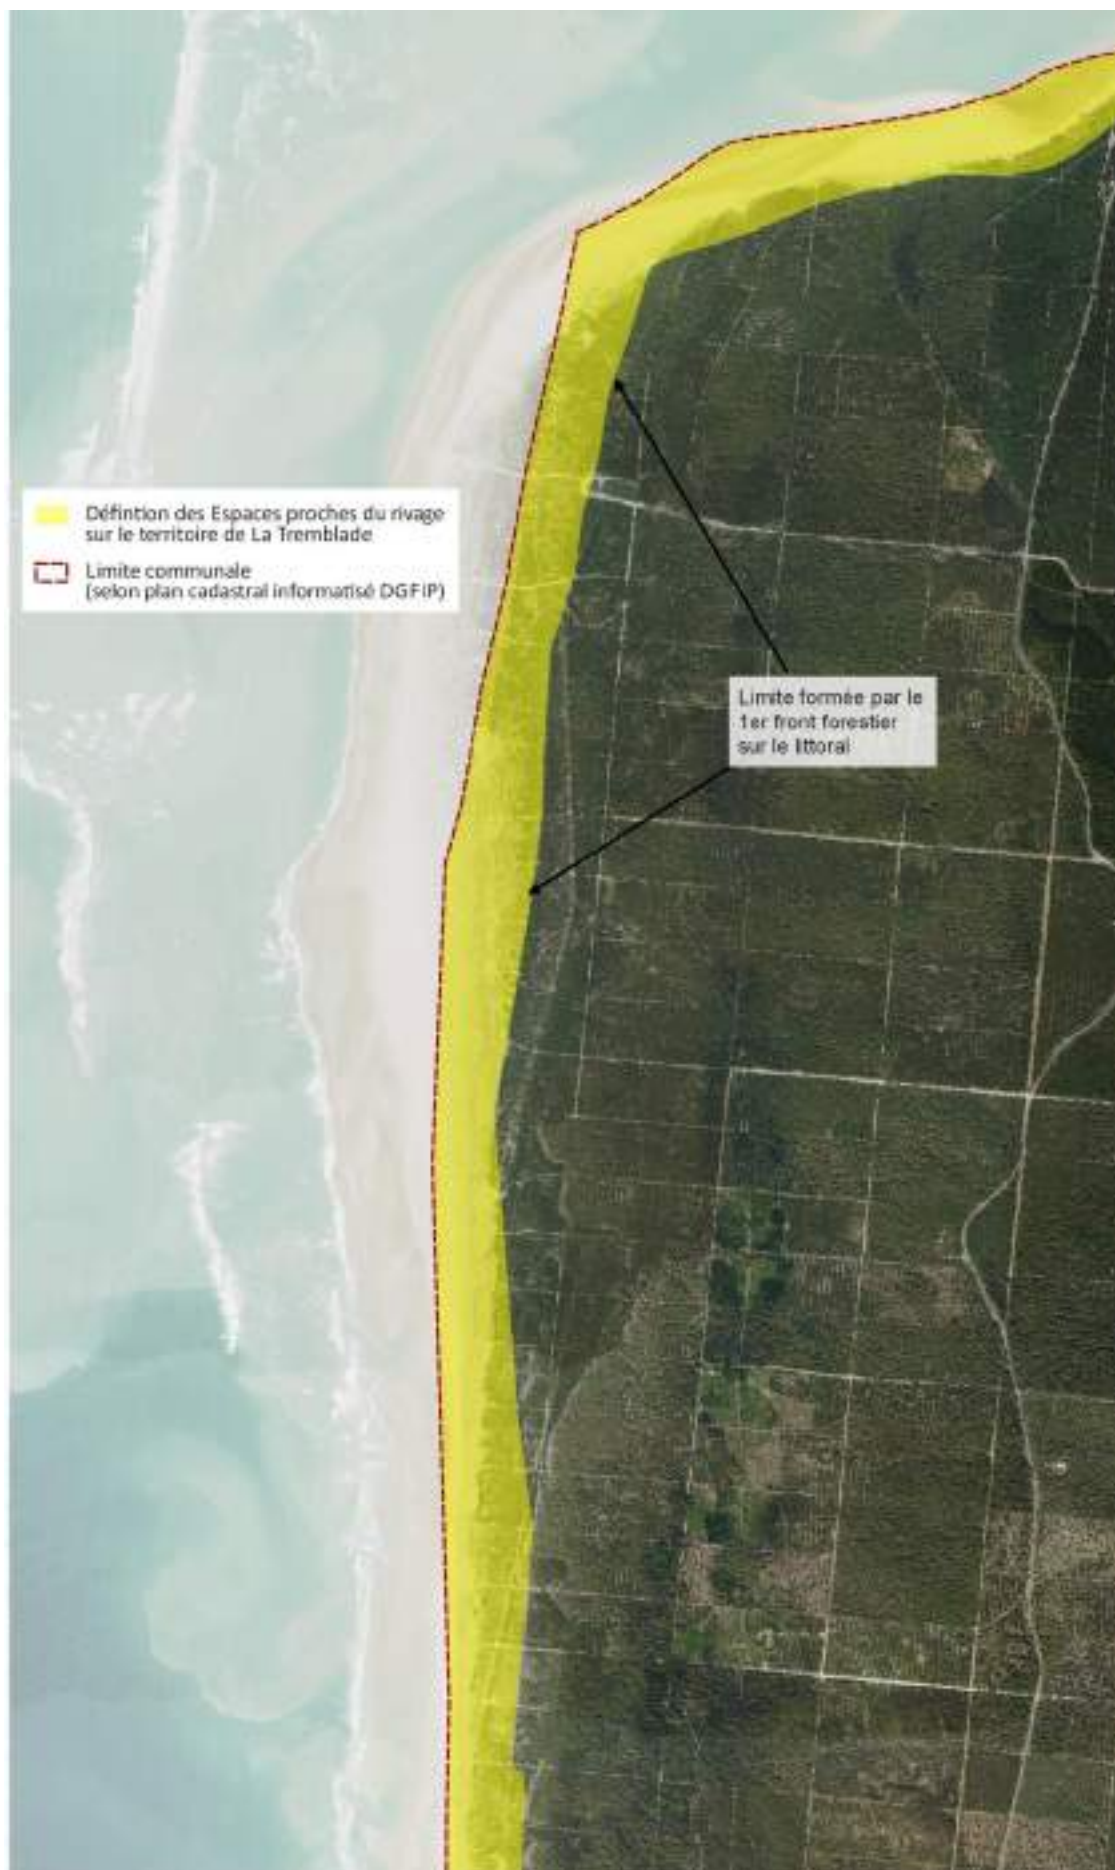 Défintion des Espaces proches du rivage
sur le territoire de La Tremblade
Limite communale
(selon plan cadastral informatisé DGFiP)
Limite formée par le
1er front forestier
sur le littoral